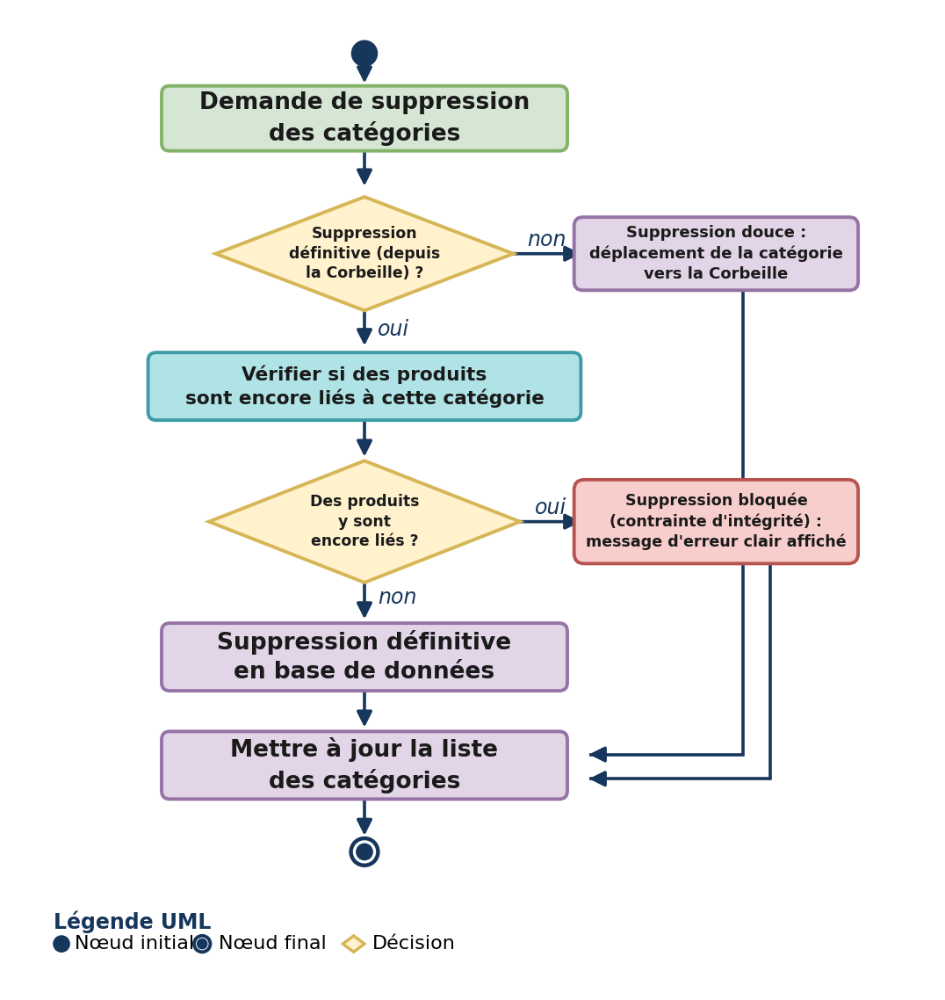 Demande de suppression
des catégories
Suppression
définitive (depuis
la Corbeille) ?
non
Suppression douce :
déplacement de la catégorie
vers la Corbeille
oui
Vérifier si des produits
sont encore liés à cette catégorie
Des produits
y sont
encore liés ?
oui
Suppression bloquée
(contrainte d'intégrité) :
message d'erreur clair affiché
non
Suppression définitive
en base de données
Mettre à jour la liste
des catégories
Légende UML
Nœud initial
Nœud final
Décision